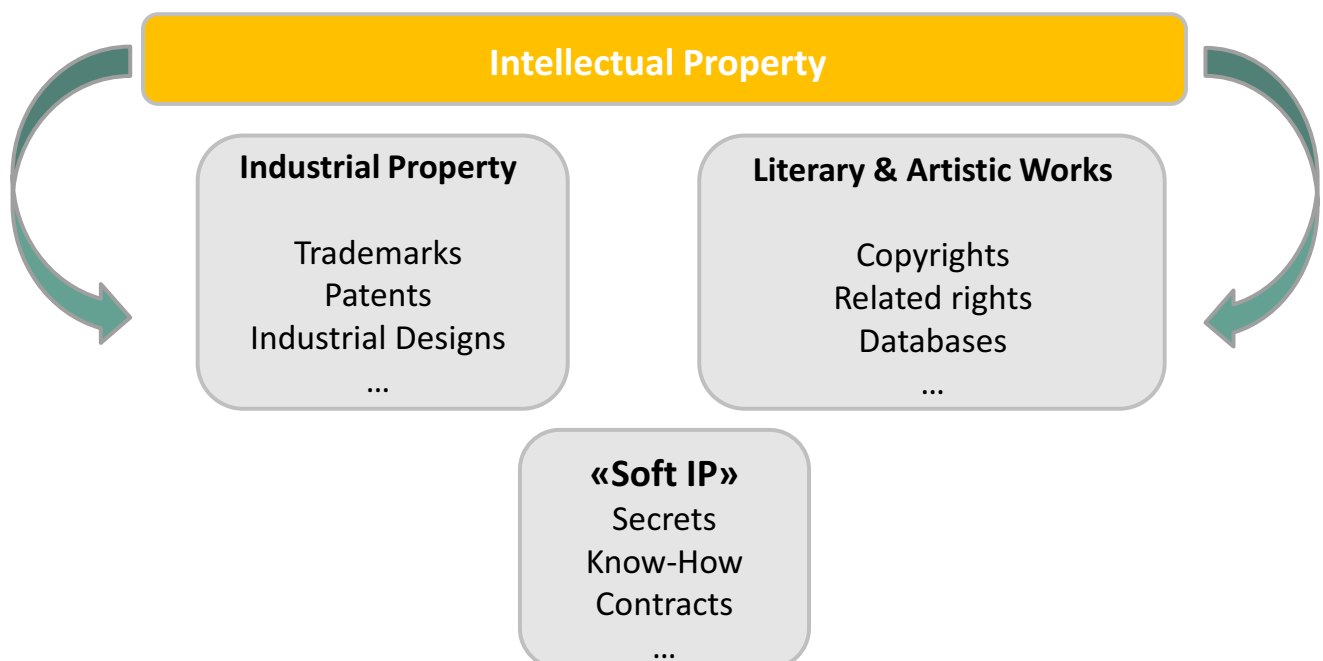 Intellectual Property
Industrial Property
Trademarks
Patents
Industrial Designs
...
Literary & Artistic Works
Copyrights
Related rights
Databases
...
«Soft IP»
Secrets
Know-How
Contracts
...